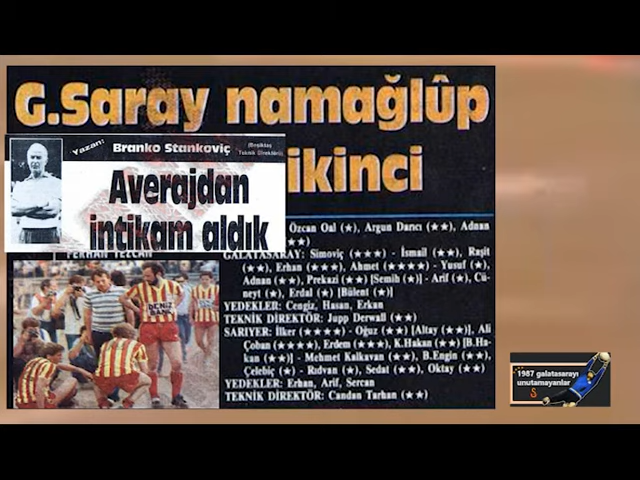 G.Saray namağlûp
ikinci
Yazan: Branko Stankoviç
(Beşiktaş
Teknik Direktörü)
Averajdan
intikam aldık
FERHAN TEZCAN
Özcan Oal (★), Argun Darıcı (★★), Adnan
★★)
GALATASARAY: Simoviç (★★★) - İsmail (★★), Raşit
(★★), Erhan (★★★), Ahmet (★★★★) - Yusuf (★),
Adnan (★★), Prekazi (★★) [Semih (★)] - Arif (★), Cü-
neyt (★), Erdal (★) [Bülent (★)]
YEDEKLER: Cengiz, Hasan, Erkan
TEKNİK DİREKTÖR: Jupp Derwall (★★)
SARIYER: İlker (★★★★) - Oğuz (★★) [Altay (★★)], Ali
Çoban (★★★★), Erdem (★★★), K.Hakan (★) [B.Ha-
kan (★★)] - Mehmet Kalkavan (★★), B.Engin (★★),
Çelebiç (★) - Rıdvan (★), Sedat (★★), Oktay (★★)
YEDEKLER: Erhan, Arif, Sercan
TEKNİK DİREKTÖR: Candan Tarhan (★★)
DENİZ
BANK
1987 galatasarayı
unutamayanlar
S